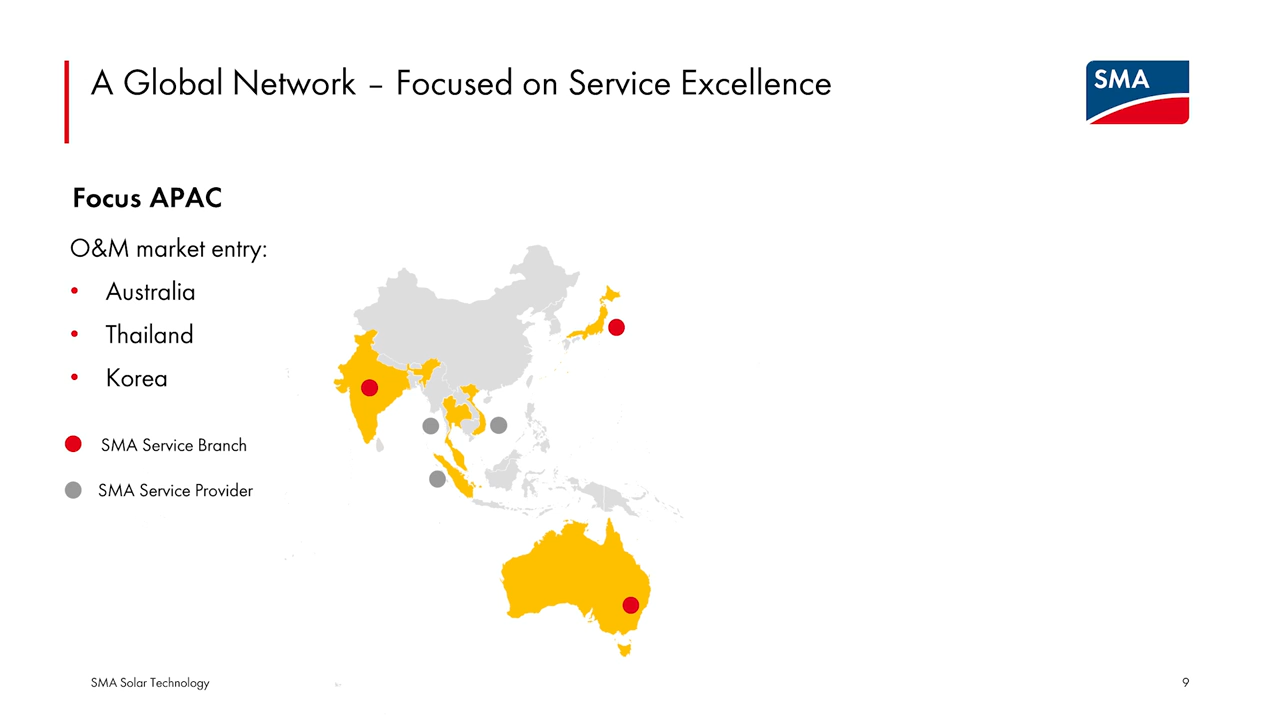 A Global Network – Focused on Service Excellence
SMA
Focus APAC
O&M market entry:
• Australia
• Thailand
• Korea
SMA Service Branch
SMA Service Provider
SMA Solar Technology
9